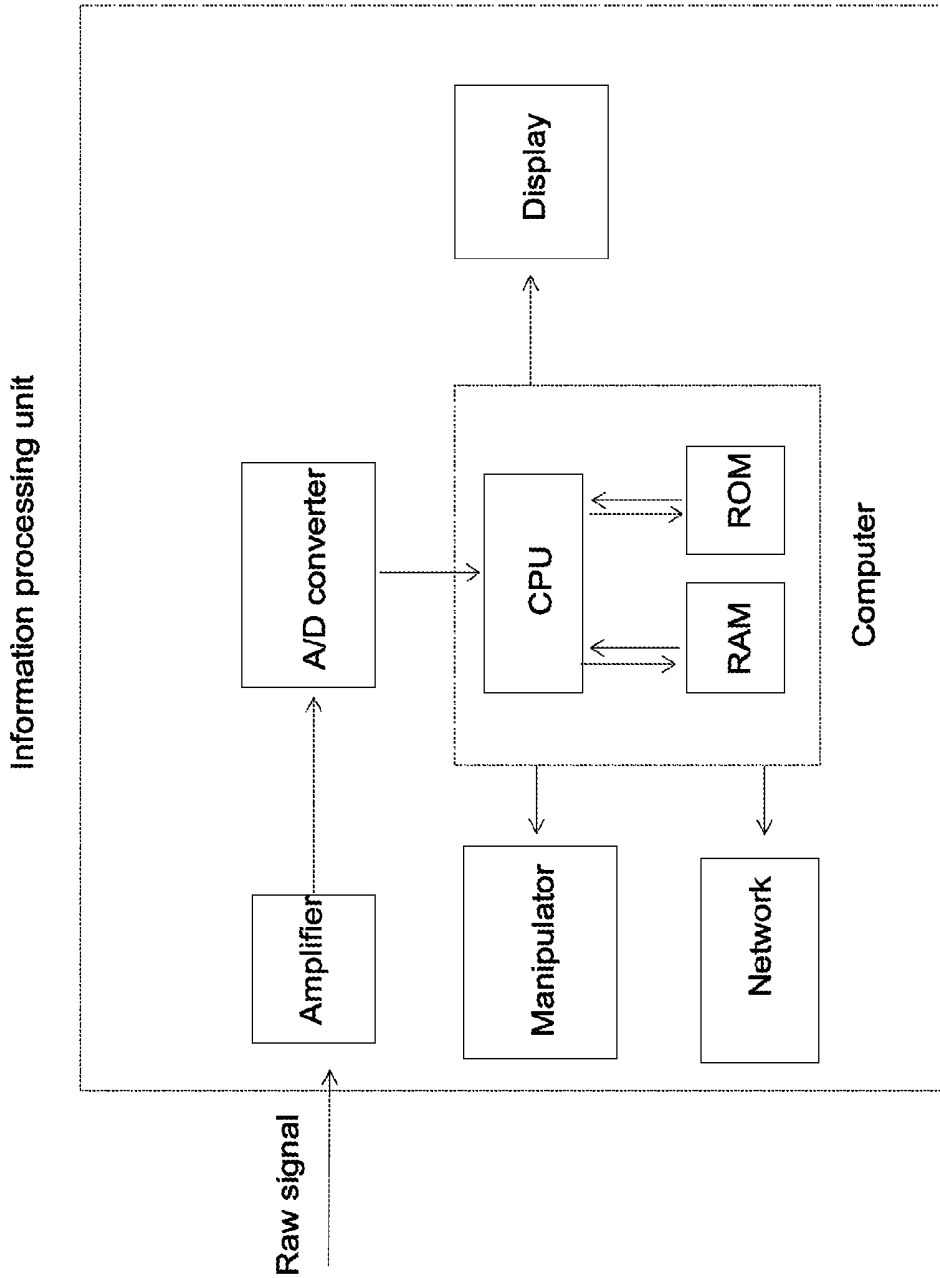 Information processing unit
Raw signal
Amplifier
A/D converter
Display
Manipulator
CPU
Network
RAM
ROM
Computer